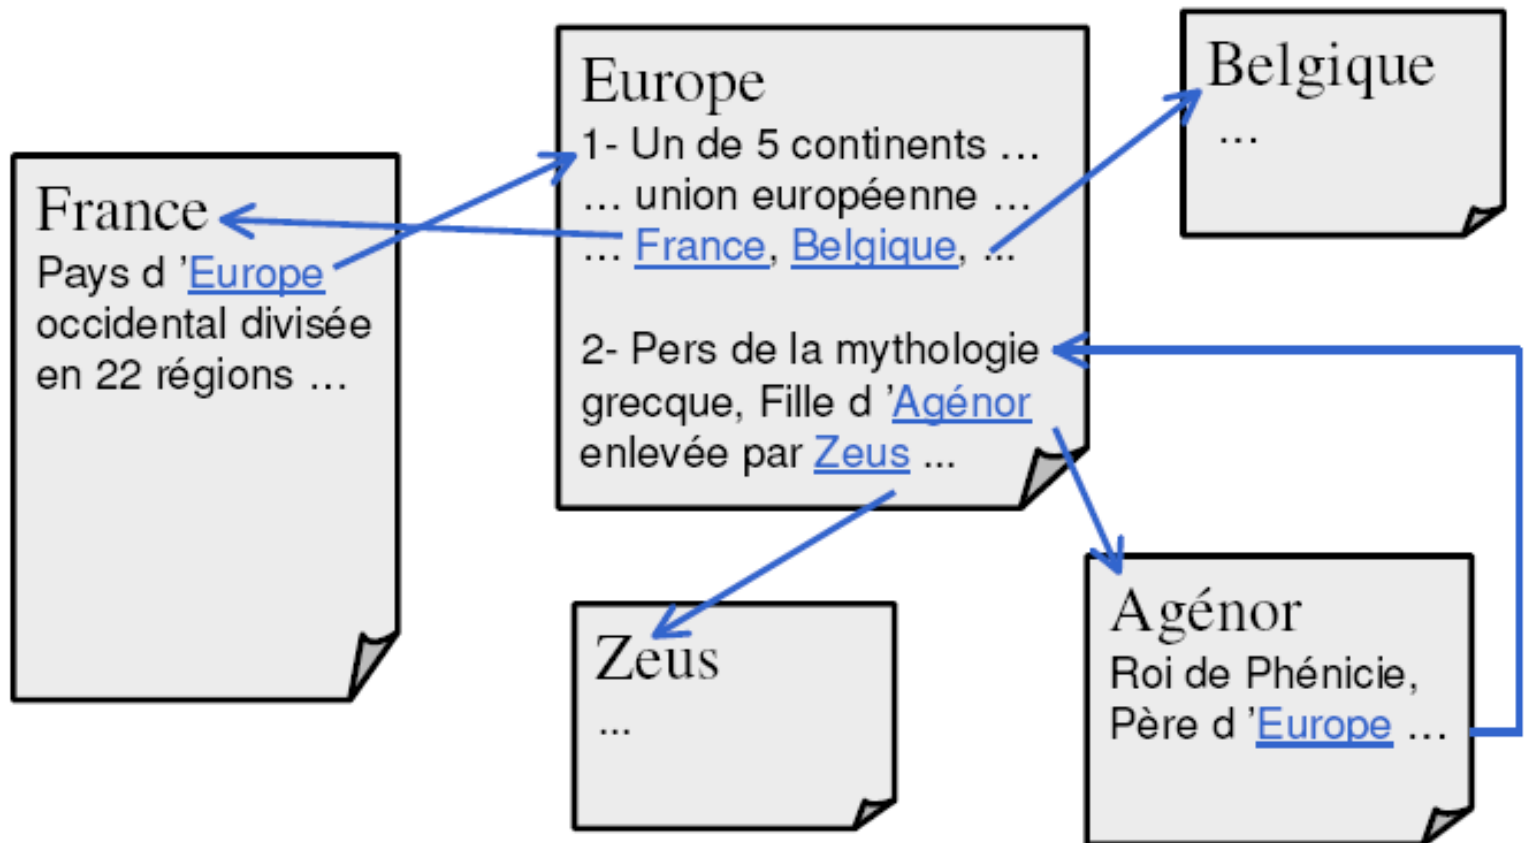 France
Pays d ’Europe
occidental divisée
en 22 régions …
Europe
1- Un de 5 continents …
… union européenne …
… France, Belgique, ...
2- Pers de la mythologie
grecque, Fille d ’Agénor
enlevée par Zeus ...
Belgique
...
Zeus
...
Agénor
Roi de Phénicie,
Père d ’Europe …